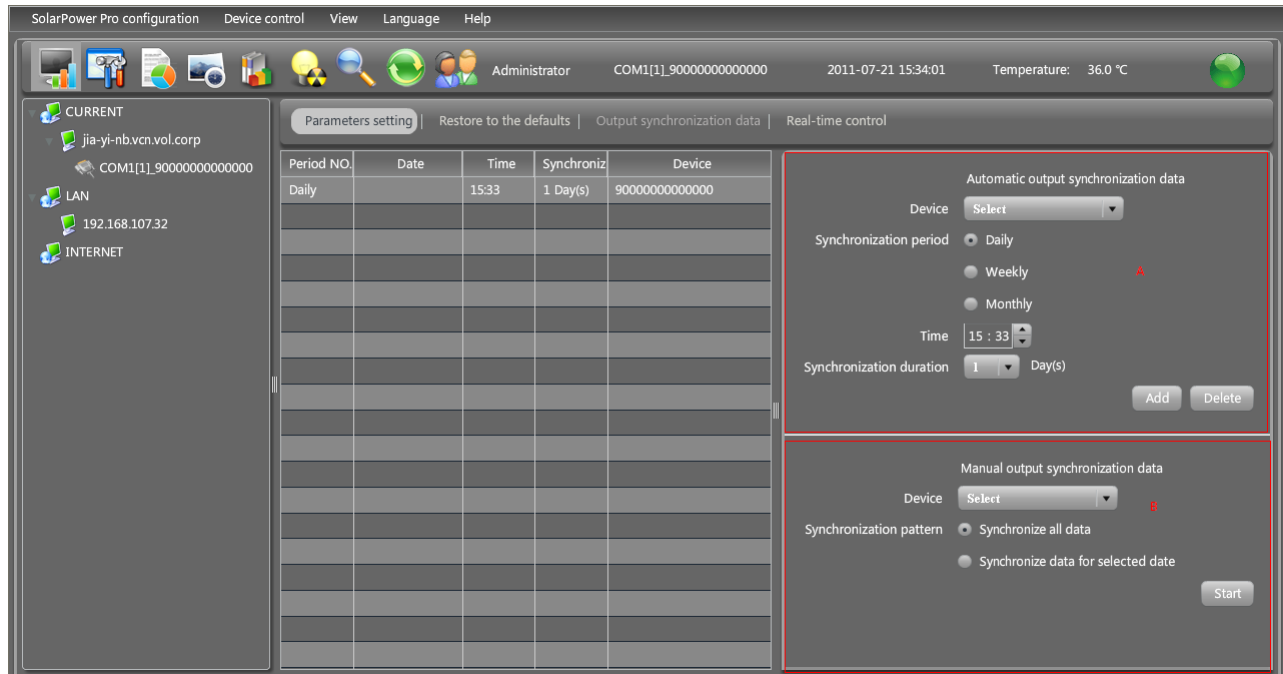 SolarPower Pro configuration Device control View Language Help
Administrator COM1[1]_90000000000000 2011-07-21 15:34:01 Temperature: 36.0 ℃
CURRENT
jia-yi-nb.vcn.vol.corp
COM1[1]_90000000000000
LAN
192.168.107.32
INTERNET
Parameters setting | Restore to the defaults | Output synchronization data | Real-time control
Period NO. Date Time Synchroniz Device
Daily 15:33 1 Day(s) 90000000000000
Automatic output synchronization data
Device Select
Synchronization period Daily
Weekly
A
Monthly
Time 15 : 33
Synchronization duration 1 Day(s)
Add Delete
Manual output synchronization data
Device Select
B
Synchronization pattern Synchronize all data
Synchronize data for selected date
Start